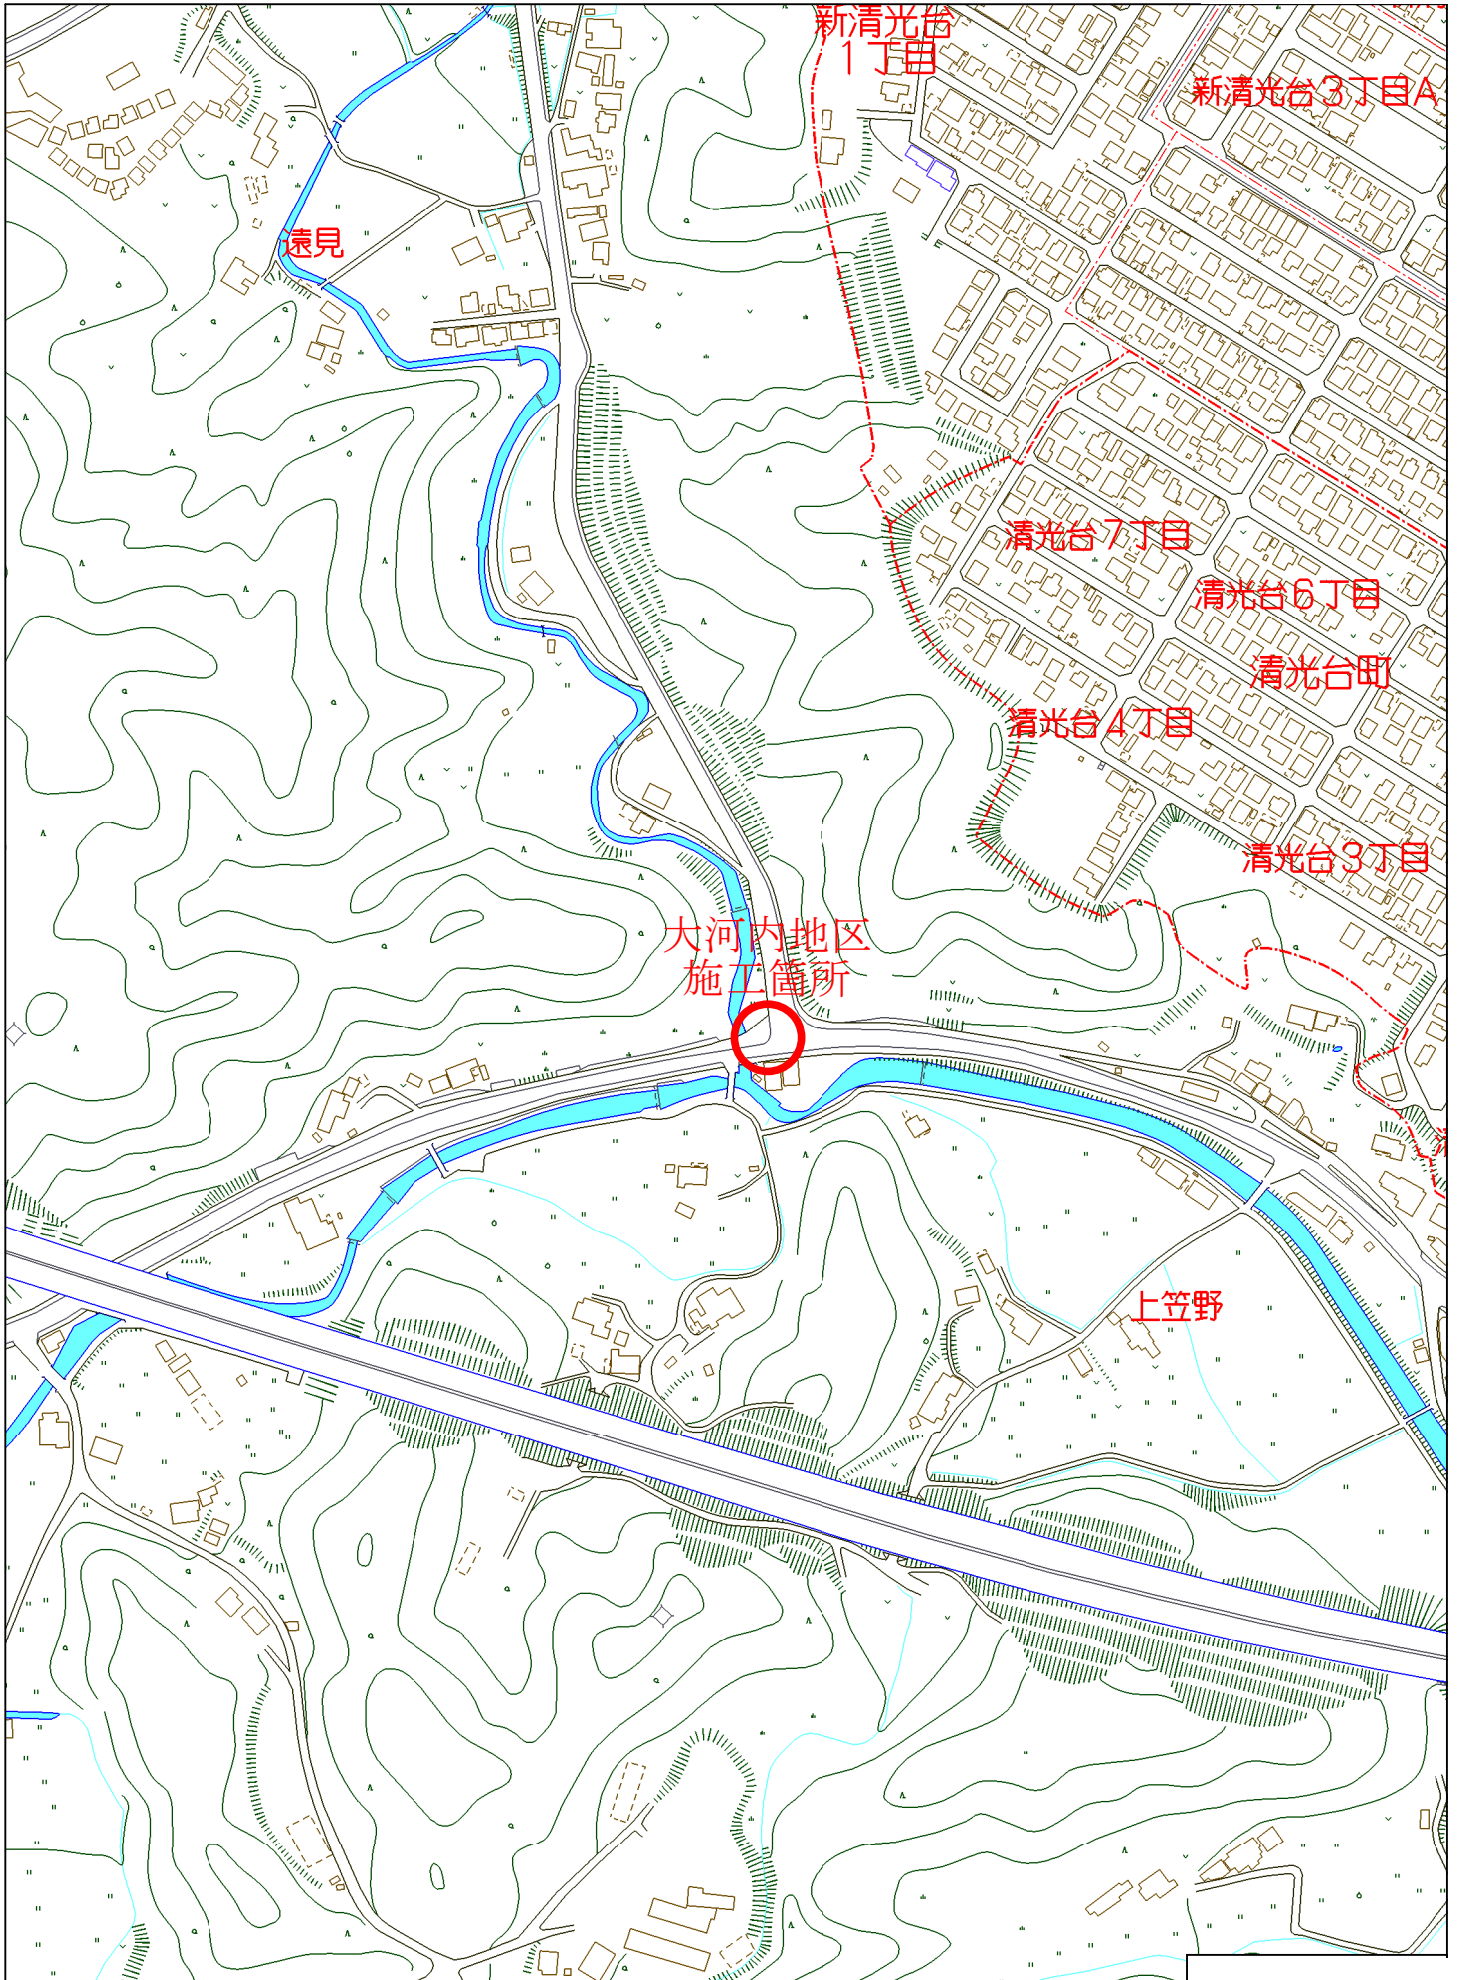 新清光台
1丁目
新清光台3丁目A
遠見
清光台7丁目
清光台6丁目
清光台町
清光台4丁目
清光台3丁目
大河内地区
施工箇所
上笠野